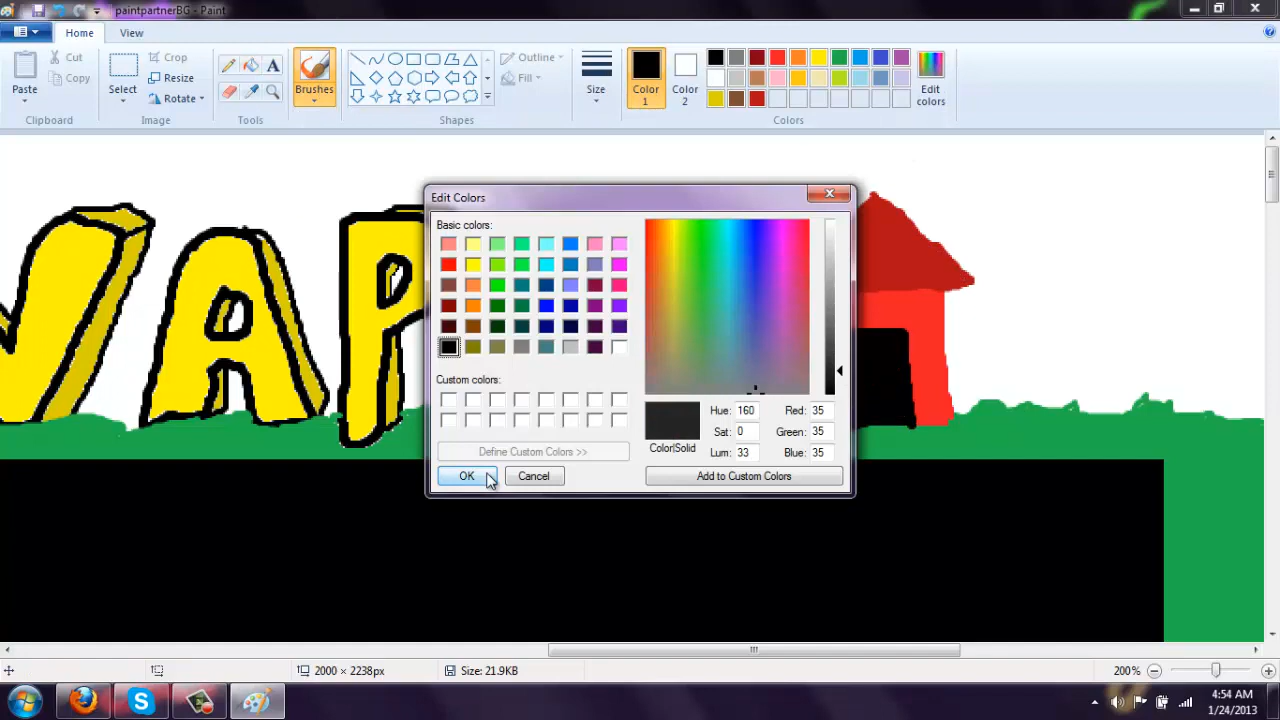 paintpartnerBG - Paint
Home
View
Paste
Cut
Copy
Clipboard
Select
Crop
Resize
Rotate
Image
A
Tools
Brushes
Outline
Fill
Shapes
Size
Color 1
Color 2
Edit colors
Colors
AP
Edit Colors
Basic colors:
Custom colors:
Define Custom Colors >>
OK
Cancel
Color|Solid
Hue: 160
Sat: 0
Lum: 33
Red: 35
Green: 35
Blue: 35
Add to Custom Colors
2000 × 2238px
Size: 21.9KB
200%
4:54 AM
1/24/2013